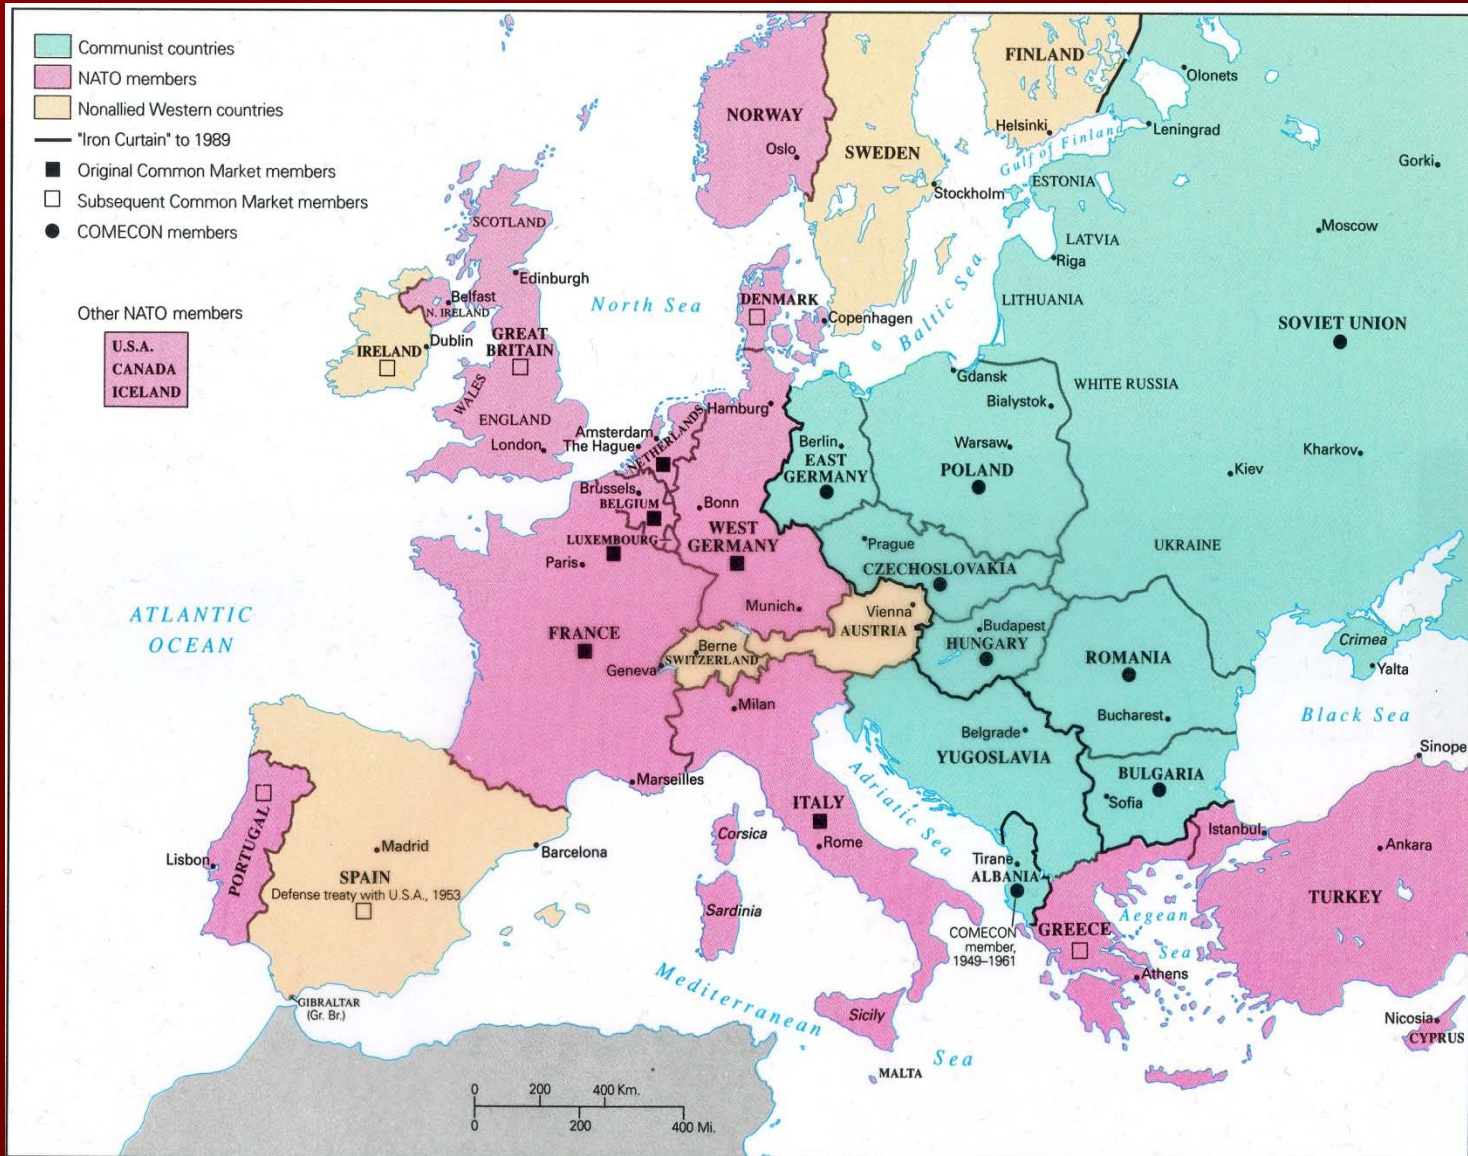 Communist countries
NATO members
Nonallied Western countries
"Iron Curtain" to 1989
Original Common Market members
Subsequent Common Market members
COMECON members
Other NATO members
U.S.A.
CANADA
ICELAND
FINLAND
Olonets
NORWAY
Helsinki
Leningrad
Gulf of Finland
Oslo
SWEDEN
Gorki
ESTONIA
Stockholm
SCOTLAND
Moscow
LATVIA
Riga
Edinburgh
North Sea
Baltic Sea
Belfast
N. IRELAND
DENMARK
LITHUANIA
Copenhagen
SOVIET UNION
Dublin
IRELAND
GREAT
BRITAIN
WALES
ENGLAND
London
Gdansk
WHITE RUSSIA
Bialystok
Hamburg
Amsterdam
The Hague
NETHERLANDS
Berlin
EAST
GERMANY
Warsaw
POLAND
Kharkov
Kiev
Brussels
BELGIUM
Bonn
LUXEMBOURG
WEST
GERMANY
Paris
Prague
CZECHOSLOVAKIA
UKRAINE
ATLANTIC
OCEAN
Munich
Vienna
AUSTRIA
FRANCE
Berne
SWITZERLAND
Geneva
Budapest
HUNGARY
ROMANIA
Crimea
Yalta
Milan
Bucharest
Black Sea
Belgrade
YUGOSLAVIA
Sinope
Marseilles
Adriatic Sea
BULGARIA
Sofia
PORTUGAL
ITALY
Corsica
Rome
Istanbul
Ankara
Lisbon
Madrid
Barcelona
SPAIN
Defense treaty with U.S.A., 1953
Tirane
ALBANIA
TURKEY
Sardinia
COMECON
member,
1949–1961
GREECE
Aegean
Sea
Athens
Mediterranean
Sea
GIBRALTAR
(Gr. Br.)
Sicily
Nicosia
CYPRUS
MALTA
0 200 400 Km.
0 200 400 Mi.